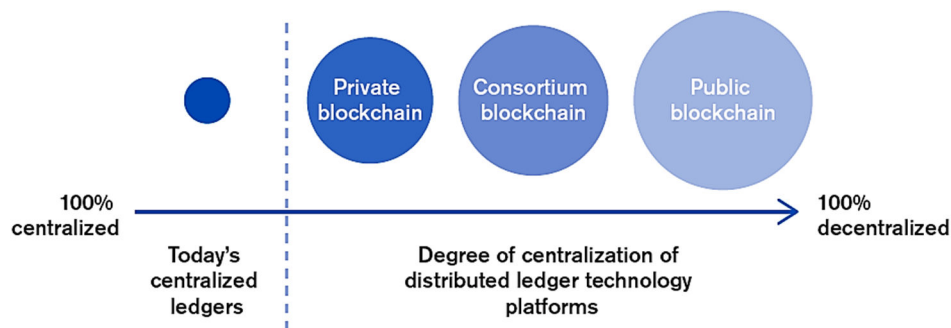 Private
blockchain
Consortium
blockchain
Public
blockchain
100%
centralized
100%
decentralized
Today’s
centralized
ledgers
Degree of centralization of
distributed ledger technology
platforms